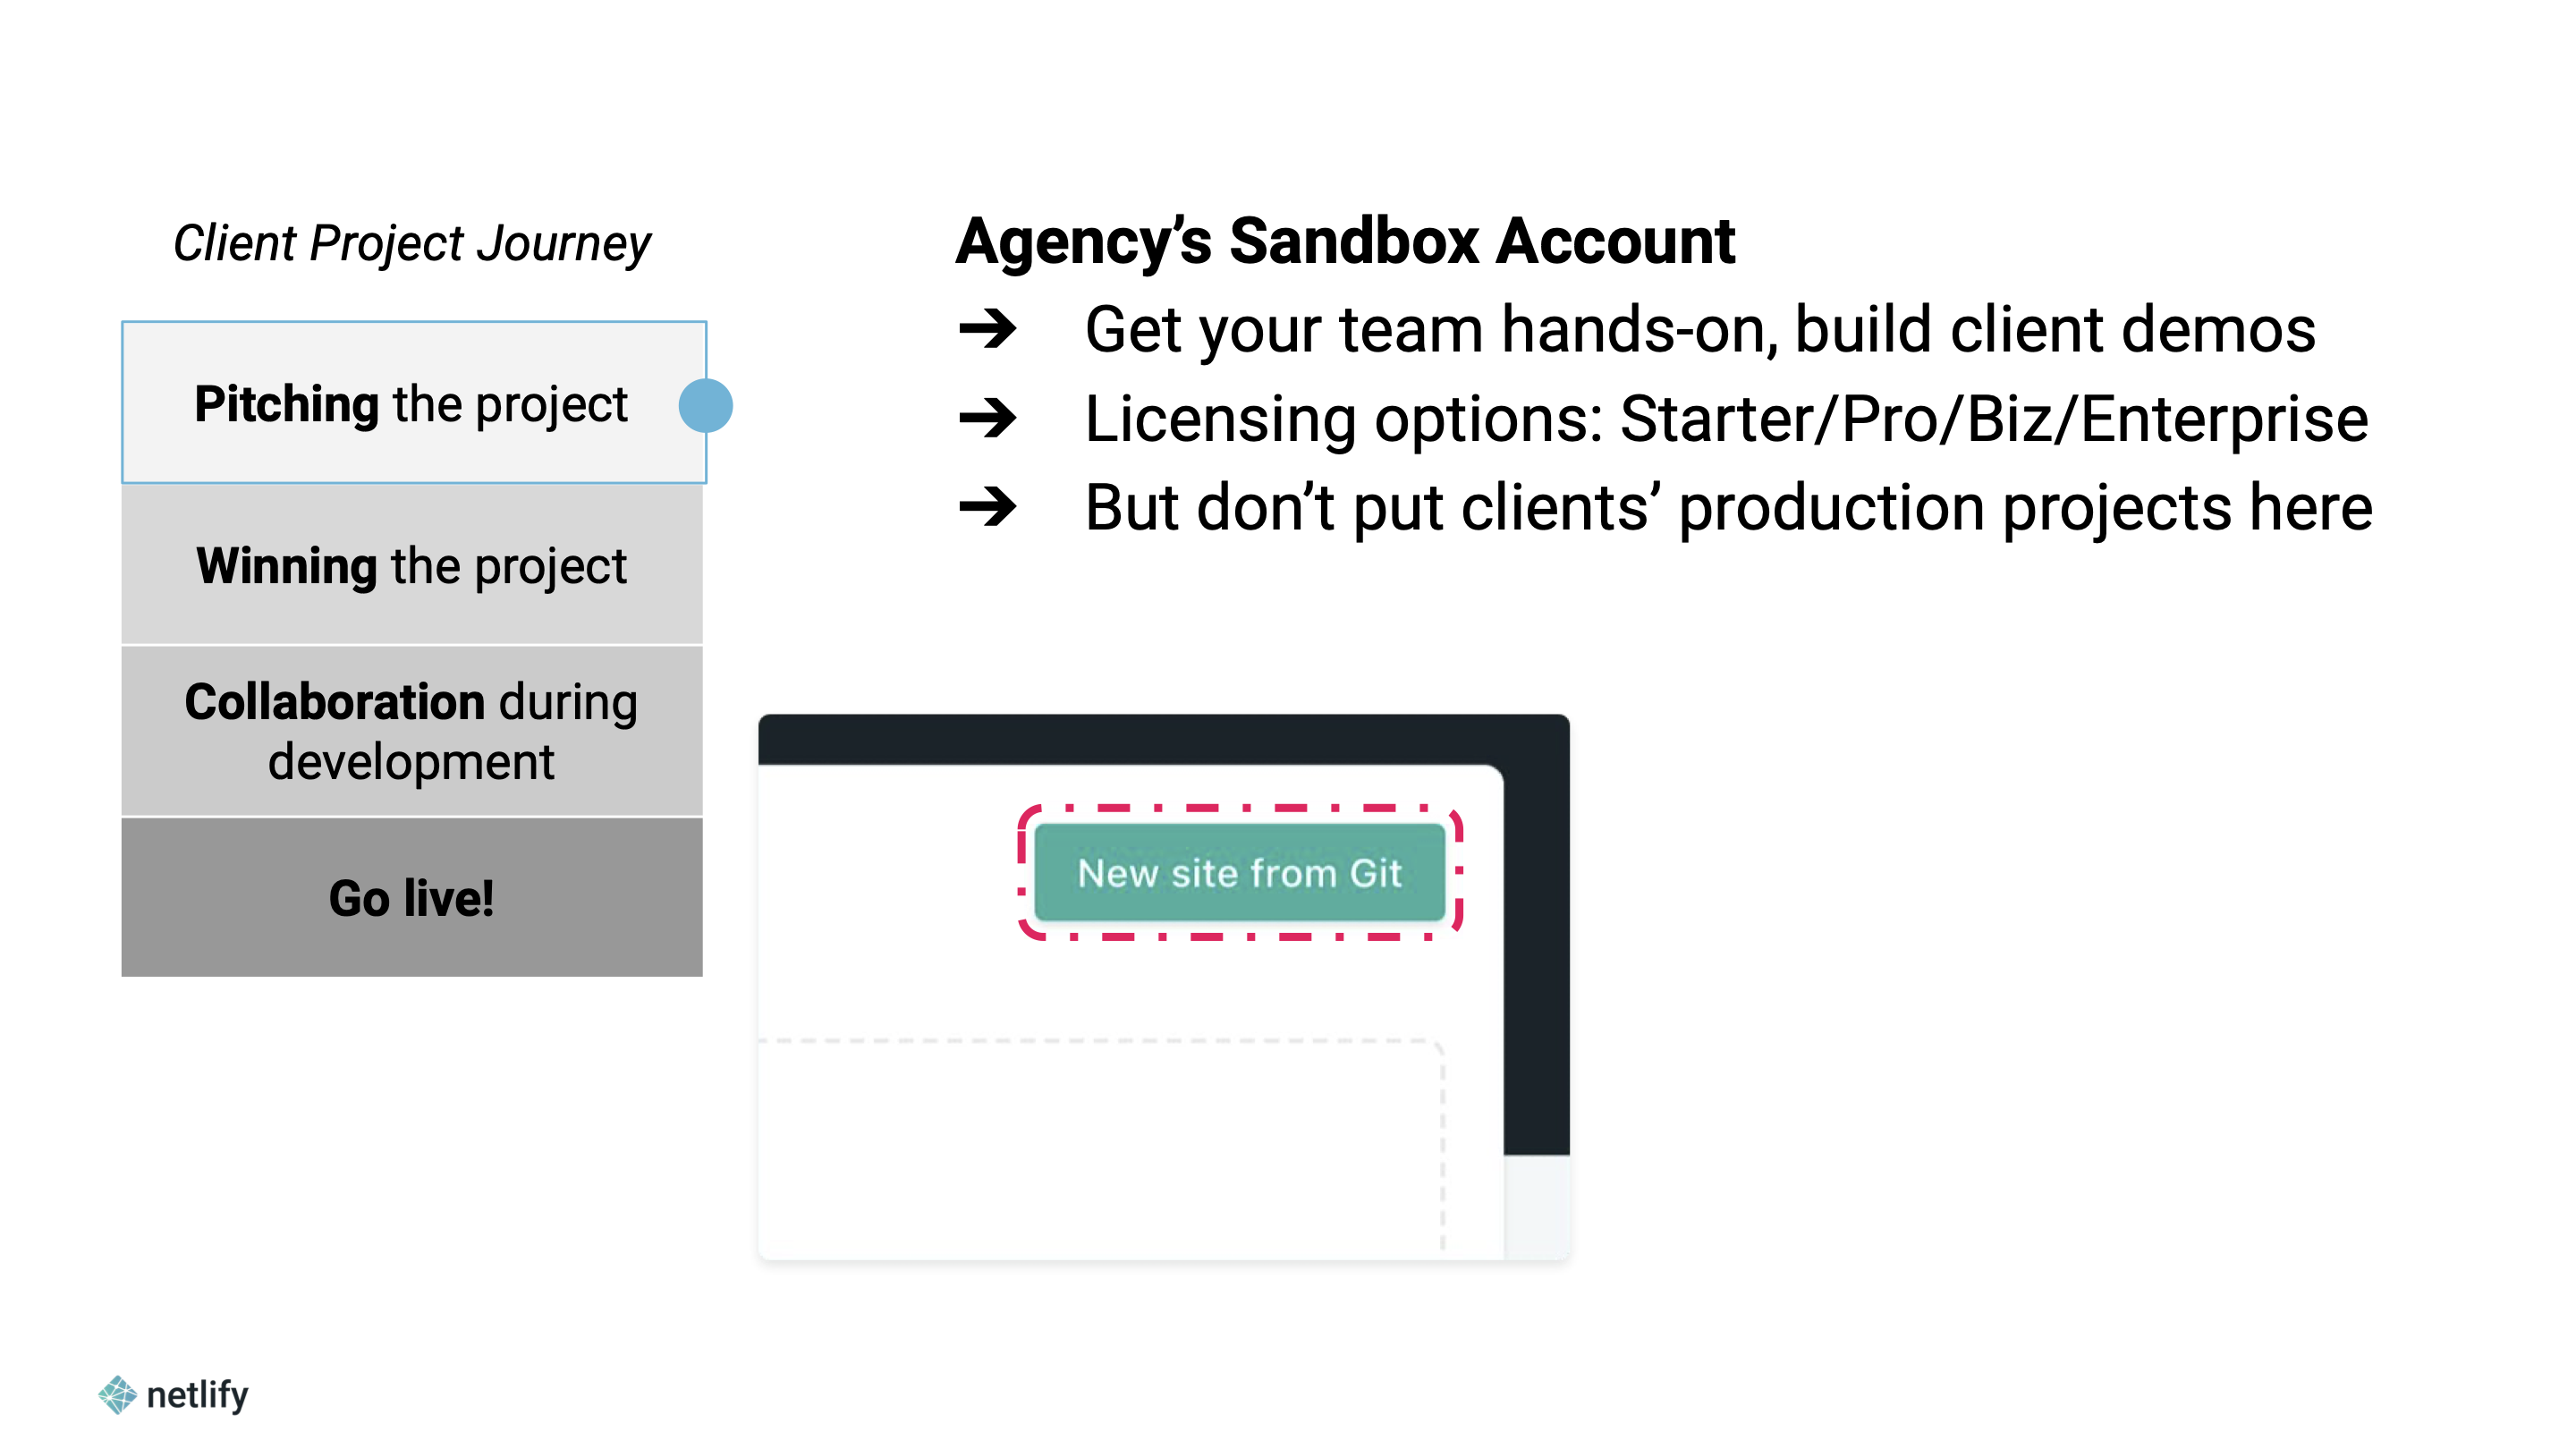 Client Project Journey
Pitching the project
Winning the project
Collaboration during
development
Go live!
Agency’s Sandbox Account
➔ Get your team hands-on, build client demos
➔ Licensing options: Starter/Pro/Biz/Enterprise
➔ But don’t put clients’ production projects here
New site from Git
netlify